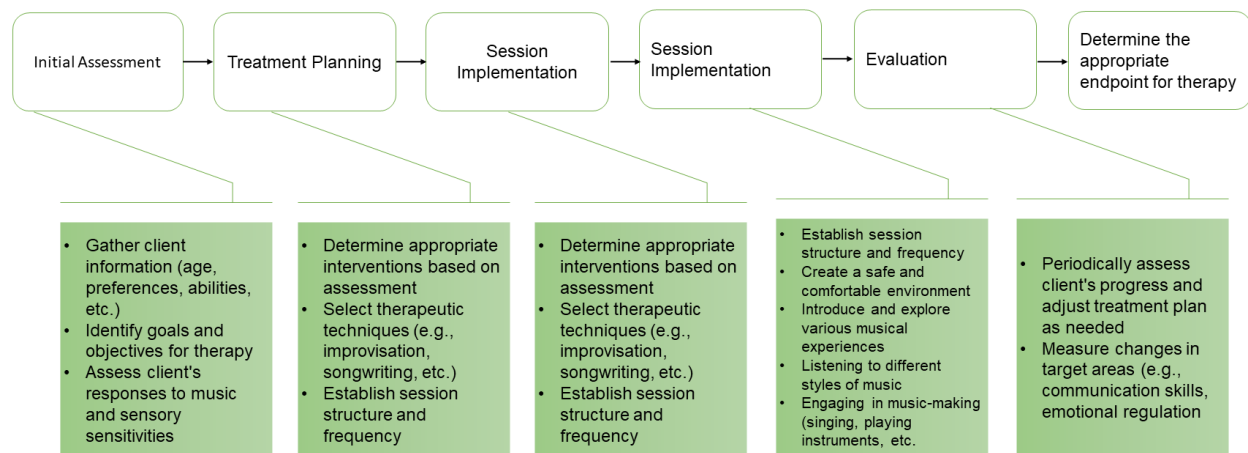 Initial Assessment
Treatment Planning
Session
Implementation
Session
Implementation
Evaluation
Determine the
appropriate
endpoint for therapy
• Gather client
information (age,
preferences, abilities,
etc.)
• Identify goals and
objectives for therapy
• Assess client's
responses to music
and sensory
sensitivities
• Determine appropriate
interventions based on
assessment
• Select therapeutic
techniques (e.g.,
improvisation,
songwriting, etc.)
• Establish session
structure and
frequency
• Determine appropriate
interventions based on
assessment
• Select therapeutic
techniques (e.g.,
improvisation,
songwriting, etc.)
• Establish session
structure and
frequency
• Establish session
structure and frequency
• Create a safe and
comfortable environment
• Introduce and explore
various musical
experiences
• Listening to different
styles of music
• Engaging in music-making
(singing, playing
instruments, etc.
• Periodically assess
client's progress and
adjust treatment plan
as needed
• Measure changes in
target areas (e.g.,
communication skills,
emotional regulation